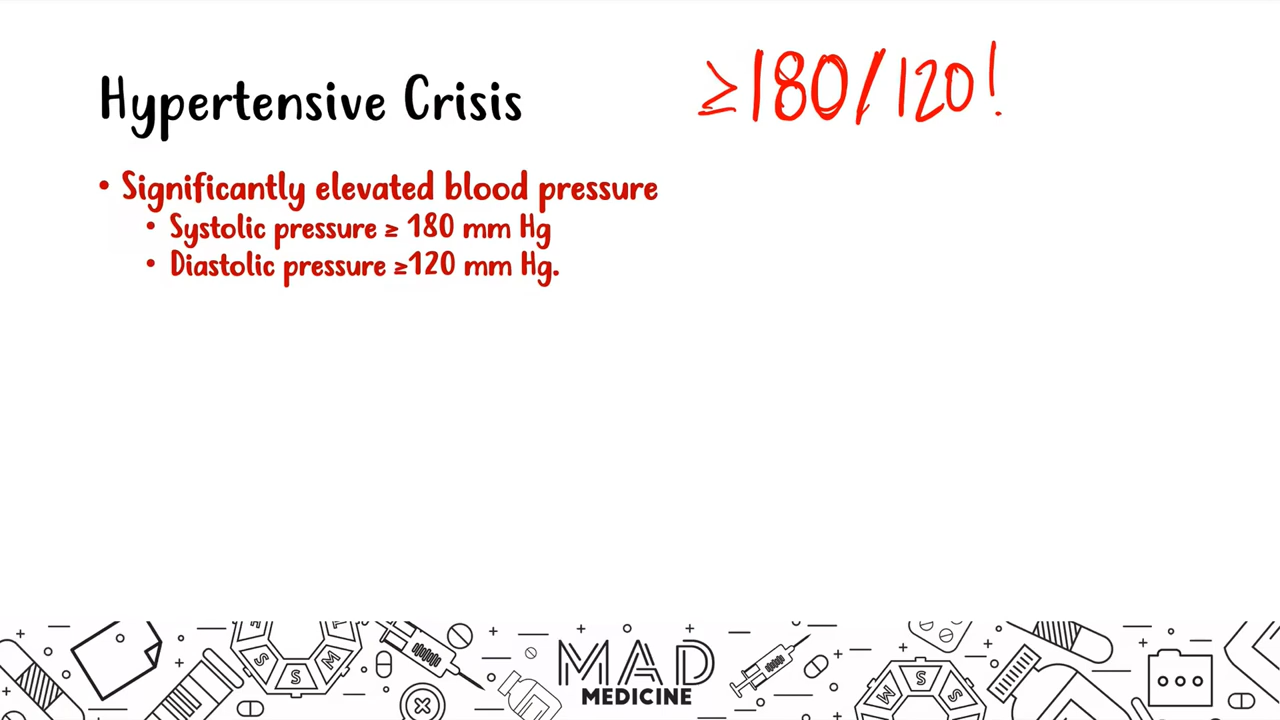 Hypertensive Crisis
≥180/120!
• Significantly elevated blood pressure
• Systolic pressure ≥ 180 mm Hg
• Diastolic pressure ≥120 mm Hg.
S S M
MAD
MEDICINE
M S S